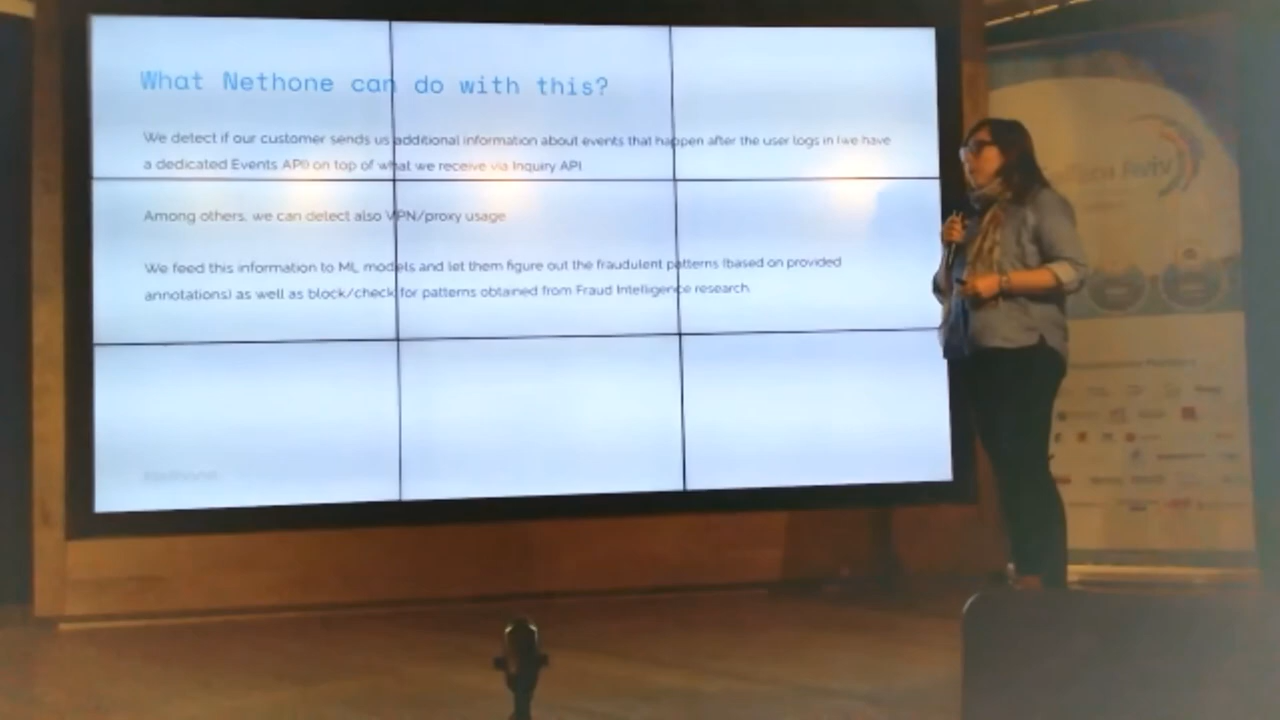 What Nethone can do with this?
We detect if our customer sends us additional information about events that happen after the user logs in (we have
a dedicated Events API) on top of what we receive via Inquiry API
Among others, we can detect also VPN/proxy usage
We feed this information to ML models and let them figure out the fraudulent patterns (based on provided
annotations) as well as block/check for patterns obtained from Fraud Intelligence research
Nethone